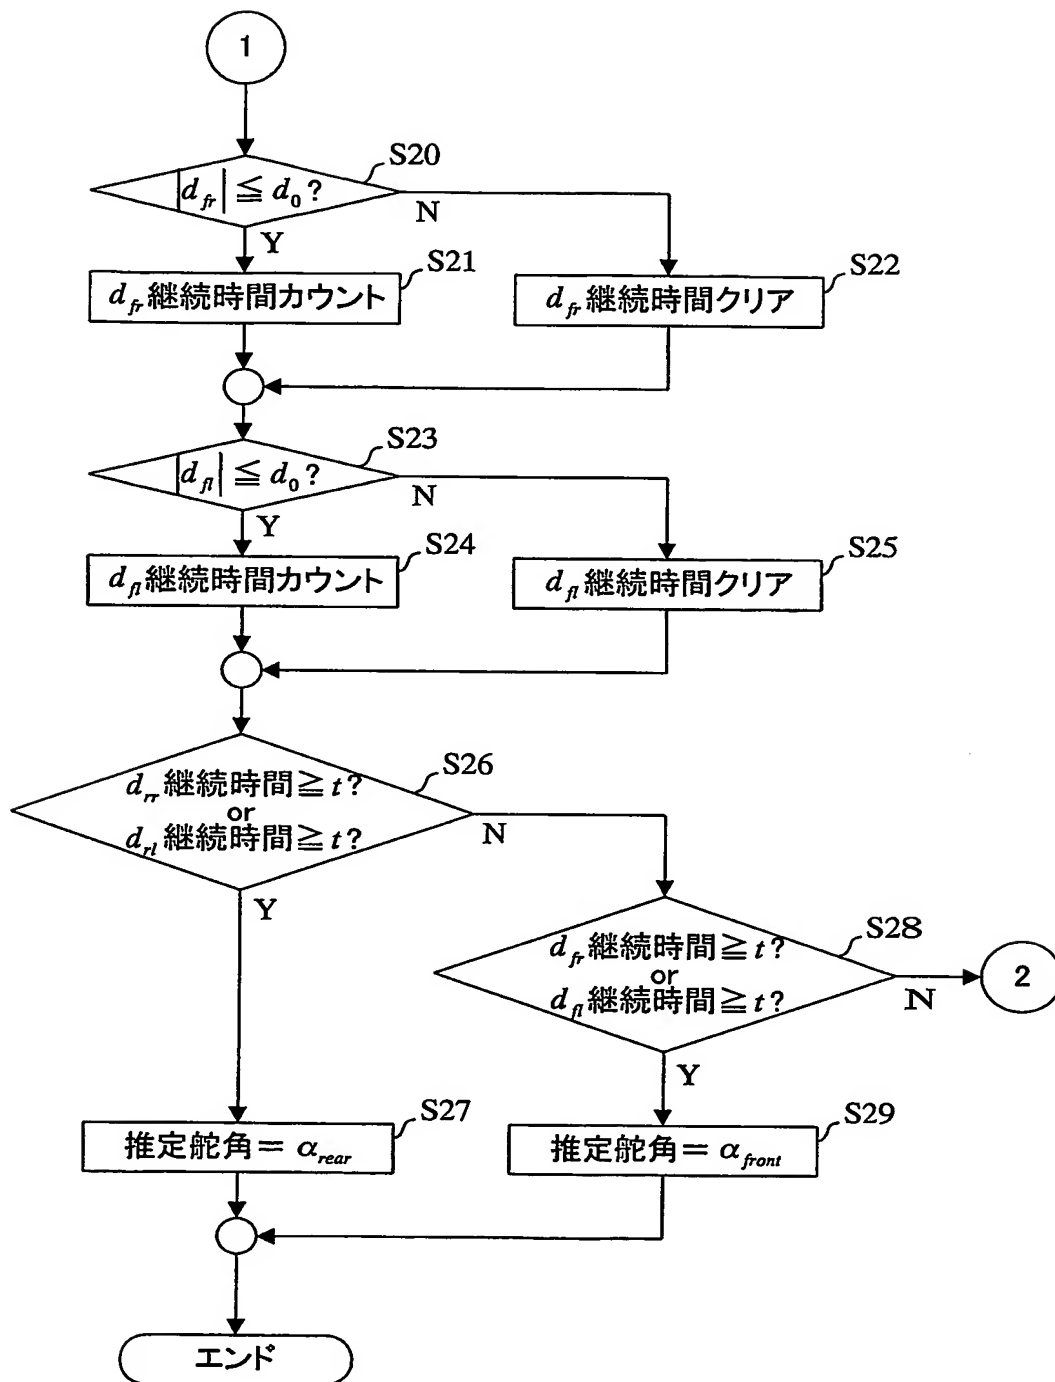 1
S20
|d_fr| ≦ d_0?
N
Y
S21
d_fr 継続時間カウント
S22
d_fr 継続時間クリア
S23
|d_fl| ≦ d_0?
N
Y
S24
d_fl 継続時間カウント
S25
d_fl 継続時間クリア
S26
d_rr 継続時間≧ t?
or
d_rl 継続時間≧ t?
N
Y
S28
d_fr 継続時間≧ t?
or
d_fl 継続時間≧ t?
N
2
Y
S27
推定舵角= α_rear
S29
推定舵角= α_front
エンド